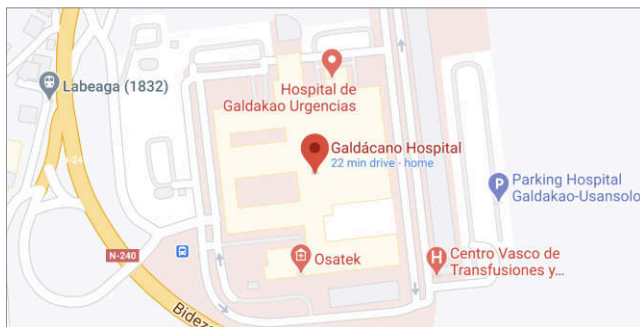 Labeaga (1832)
Hospital de
Galdakao Urgencias
Galdácano Hospital
22 min drive - home
P
Parking Hospital
Galdakao-Usansolo
N-240
Osatek
H
Centro Vasco de
Transfusiones y...